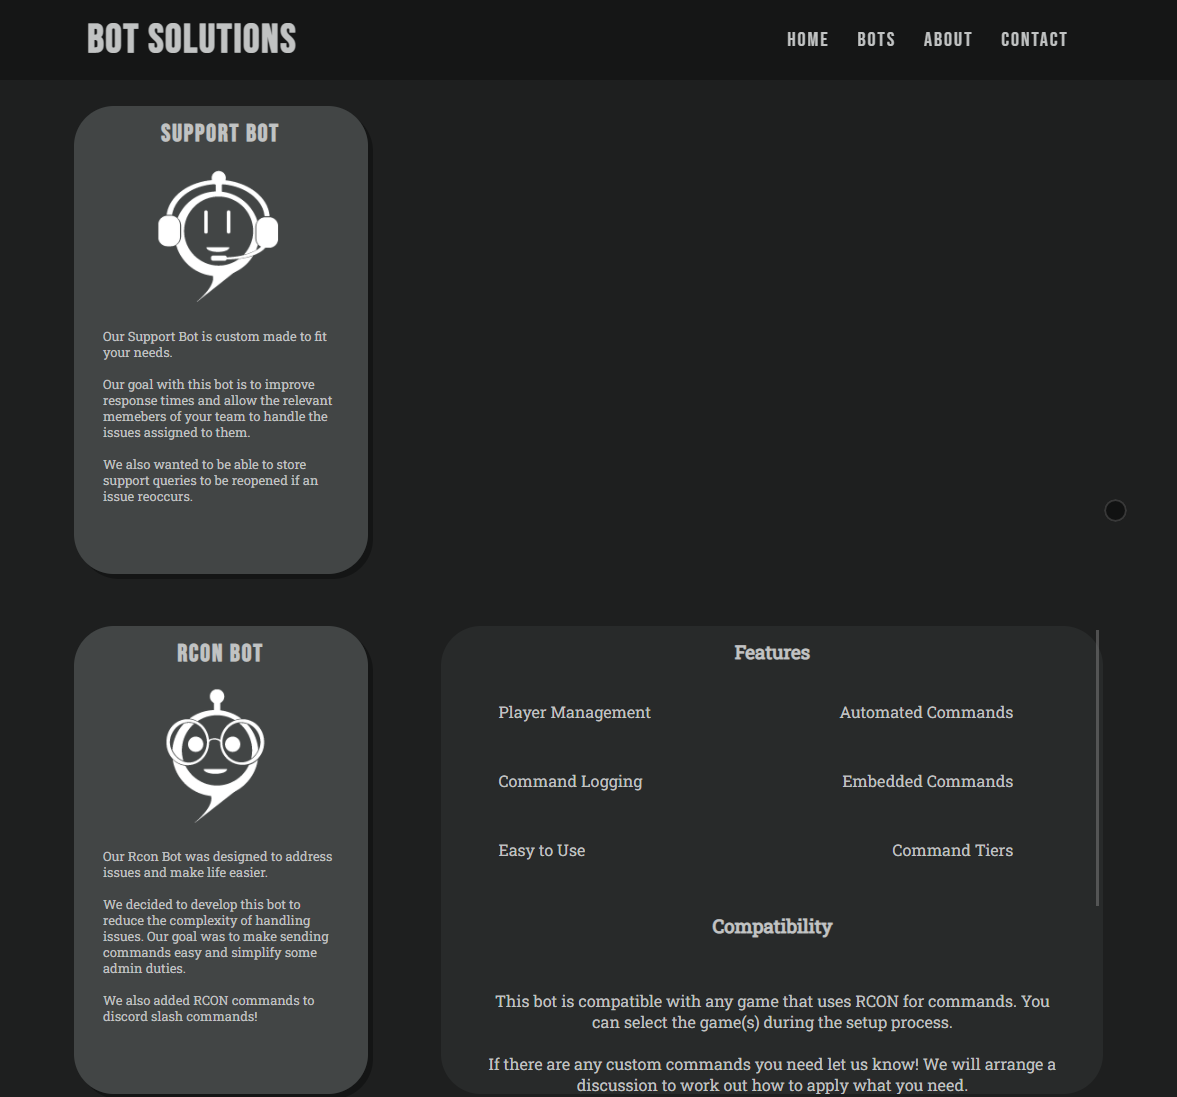 BOT SOLUTIONS
HOME BOTS ABOUT CONTACT
SUPPORT BOT
Our Support Bot is custom made to fit
your needs.
Our goal with this bot is to improve
response times and allow the relevant
memebers of your team to handle the
issues assigned to them.
We also wanted to be able to store
support queries to be reopened if an
issue reoccurs.
RCON BOT
Our Rcon Bot was designed to address
issues and make life easier.
We decided to develop this bot to
reduce the complexity of handling
issues. Our goal was to make sending
commands easy and simplify some
admin duties.
We also added RCON commands to
discord slash commands!
Features
Player Management Automated Commands
Command Logging Embedded Commands
Easy to Use Command Tiers
Compatibility
This bot is compatible with any game that uses RCON for commands. You
can select the game(s) during the setup process.
If there are any custom commands you need let us know! We will arrange a
discussion to work out how to apply what you need.